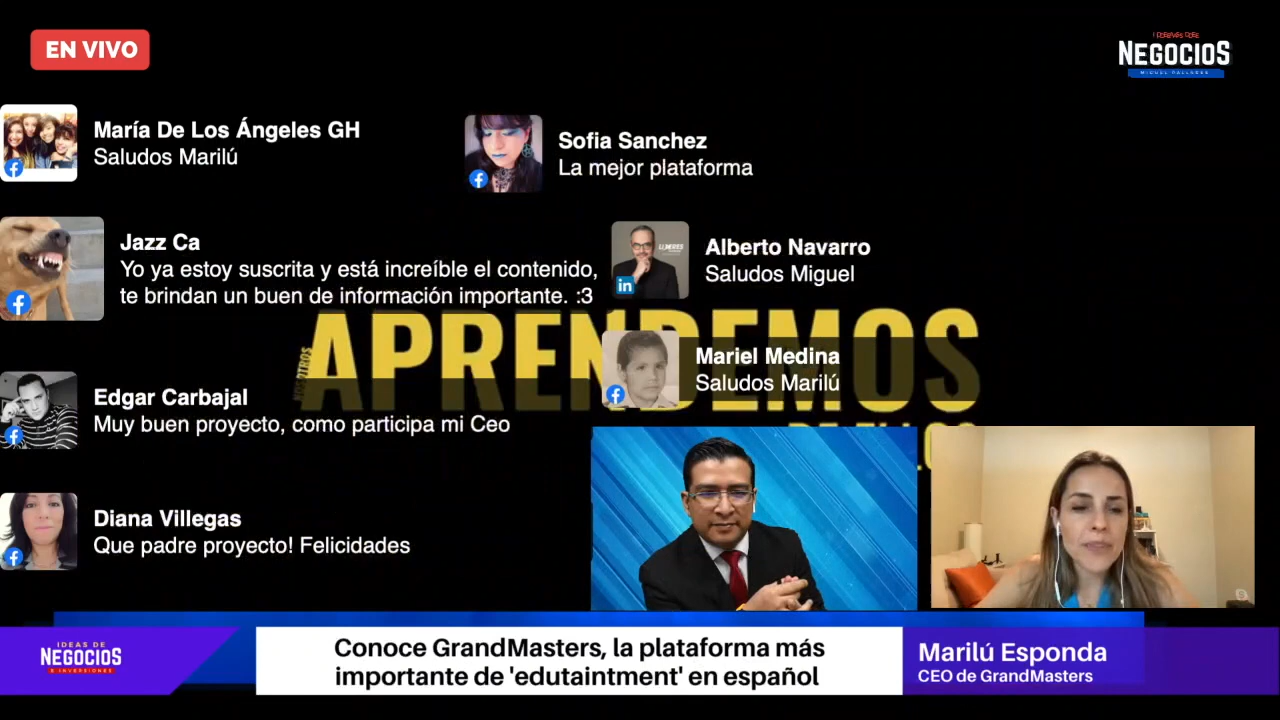 EN VIVO
NEGOCIOS
María De Los Ángeles GH
Saludos Marilú
Sofia Sanchez
La mejor plataforma
Jazz Ca
Yo ya estoy suscrita y está increíble el contenido,
te brindan un buen de información importante. :3
Alberto Navarro
Saludos Miguel
NOSOTROS
APRENDEMOS
Mariel Medina
Saludos Marilú
Edgar Carbajal
Muy buen proyecto, como participa mi Ceo
Diana Villegas
Que padre proyecto! Felicidades
IDEAS DE
NEGOCIOS
E INVERSIONES
Conoce GrandMasters, la plataforma más
importante de 'edutaintment' en español
Marilú Esponda
CEO de GrandMasters